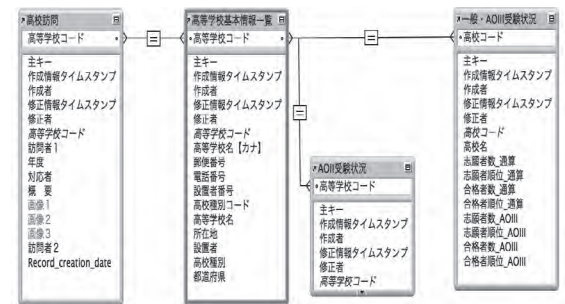 高校訪問
高等学校コード
主キー
作成情報タイムスタンプ
作成者
修正情報タイムスタンプ
修正者
高等学校コード
訪問者1
年度
対応者
概　要
画像1
画像2
画像3
訪問者2
Record_creation_date
高等学校基本情報一覧
高等学校コード
主キー
作成情報タイムスタンプ
作成者
修正情報タイムスタンプ
修正者
高等学校コード
高等学校名【カナ】
郵便番号
電話番号
設置者番号
高校種別コード
高等学校名
所在地
設置者
高校種別
都道府県
AOII受験状況
高等学校コード
主キー
作成情報タイムスタンプ
作成者
修正情報タイムスタンプ
修正者
高等学校コード
一般・AOIII受験状況
高校コード
主キー
作成情報タイムスタンプ
作成者
修正情報タイムスタンプ
修正者
高校コード
高校名
志願者数_通算
志願者順位_通算
合格者数_通算
合格者順位_通算
志願者数_AOIII
志願者順位_AOIII
合格者数_AOIII
合格者順位_AOIII